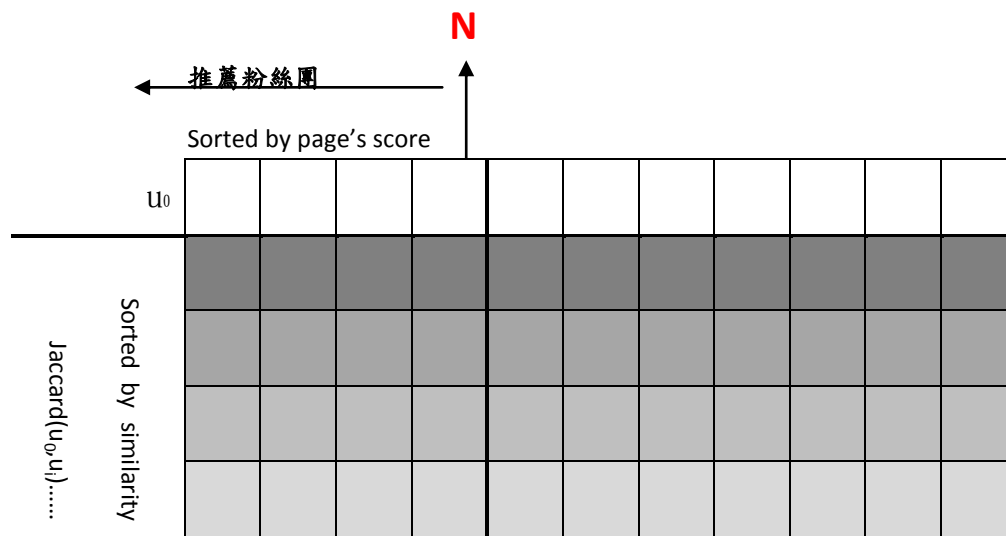 N
推薦粉絲團
Sorted by page's score
u₀
Sorted by similarity
Jaccard(u₀,uᵢ)……